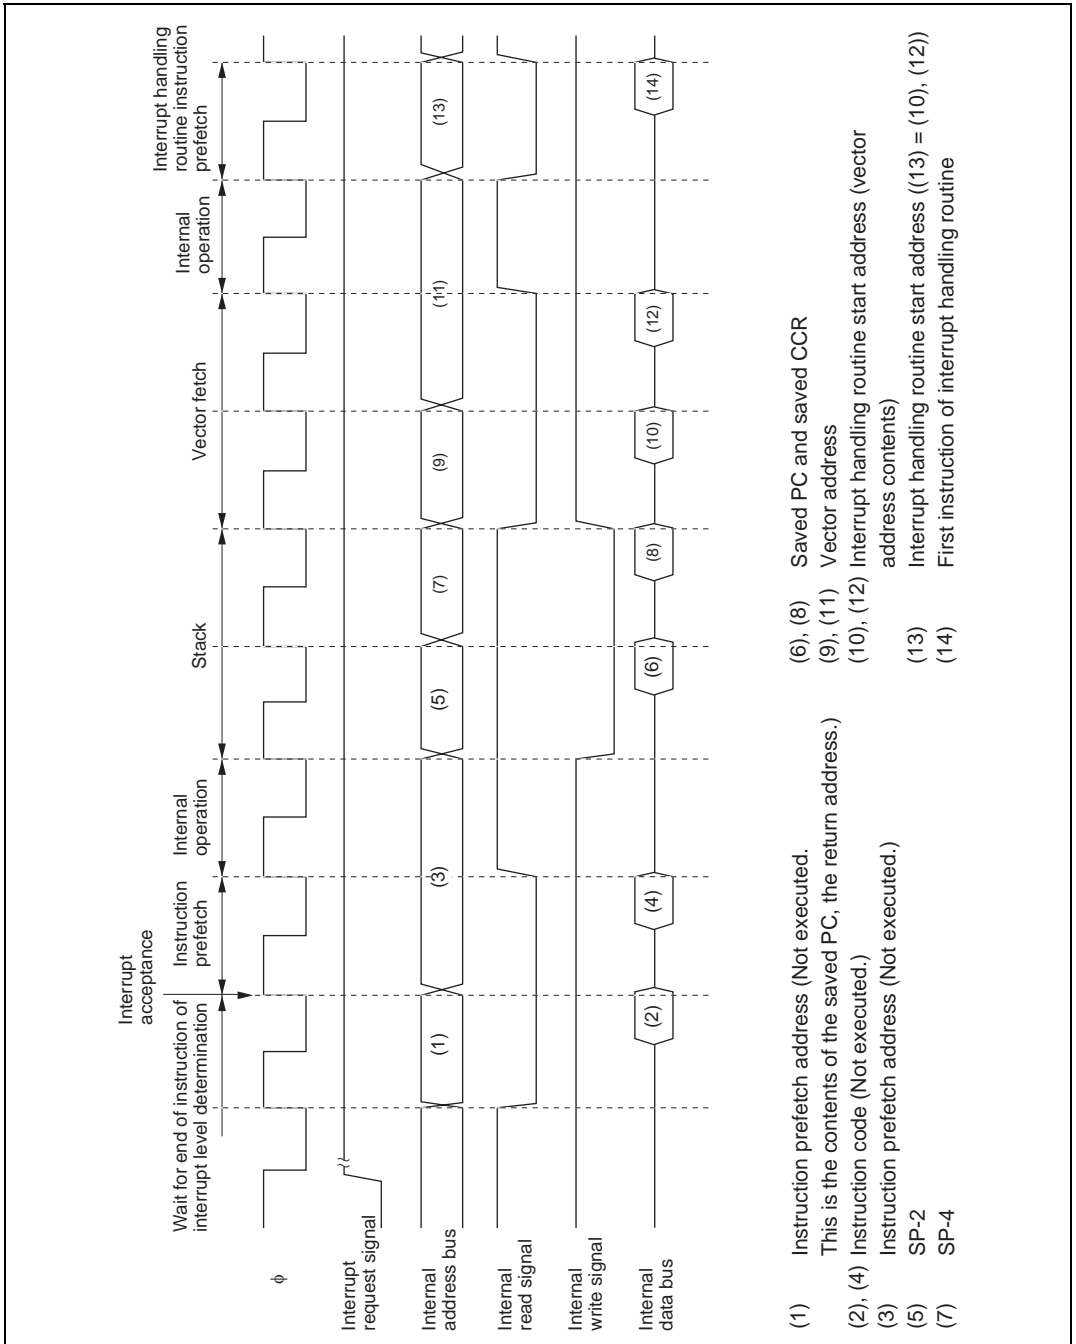 Interrupt
acceptance
Wait for end of instruction of
interrupt level determination
Instruction
prefetch
Internal
operation
Stack
Vector fetch
Internal
operation
Interrupt handling
routine instruction
prefetch
φ
Interrupt
request signal
Internal
address bus
(1)
(3)
(5)
(7)
(9)
(11)
(13)
Internal
read signal
Internal
write signal
Internal
data bus
(2)
(4)
(6)
(8)
(10)
(12)
(14)
(1) Instruction prefetch address (Not executed.
This is the contents of the saved PC, the return address.)
(2), (4) Instruction code (Not executed.)
(3) Instruction prefetch address (Not executed.)
(5) SP-2
(7) SP-4
(6), (8) Saved PC and saved CCR
(9), (11) Vector address
(10), (12) Interrupt handling routine start address (vector
address contents)
(13) Interrupt handling routine start address ((13) = (10), (12))
(14) First instruction of interrupt handling routine